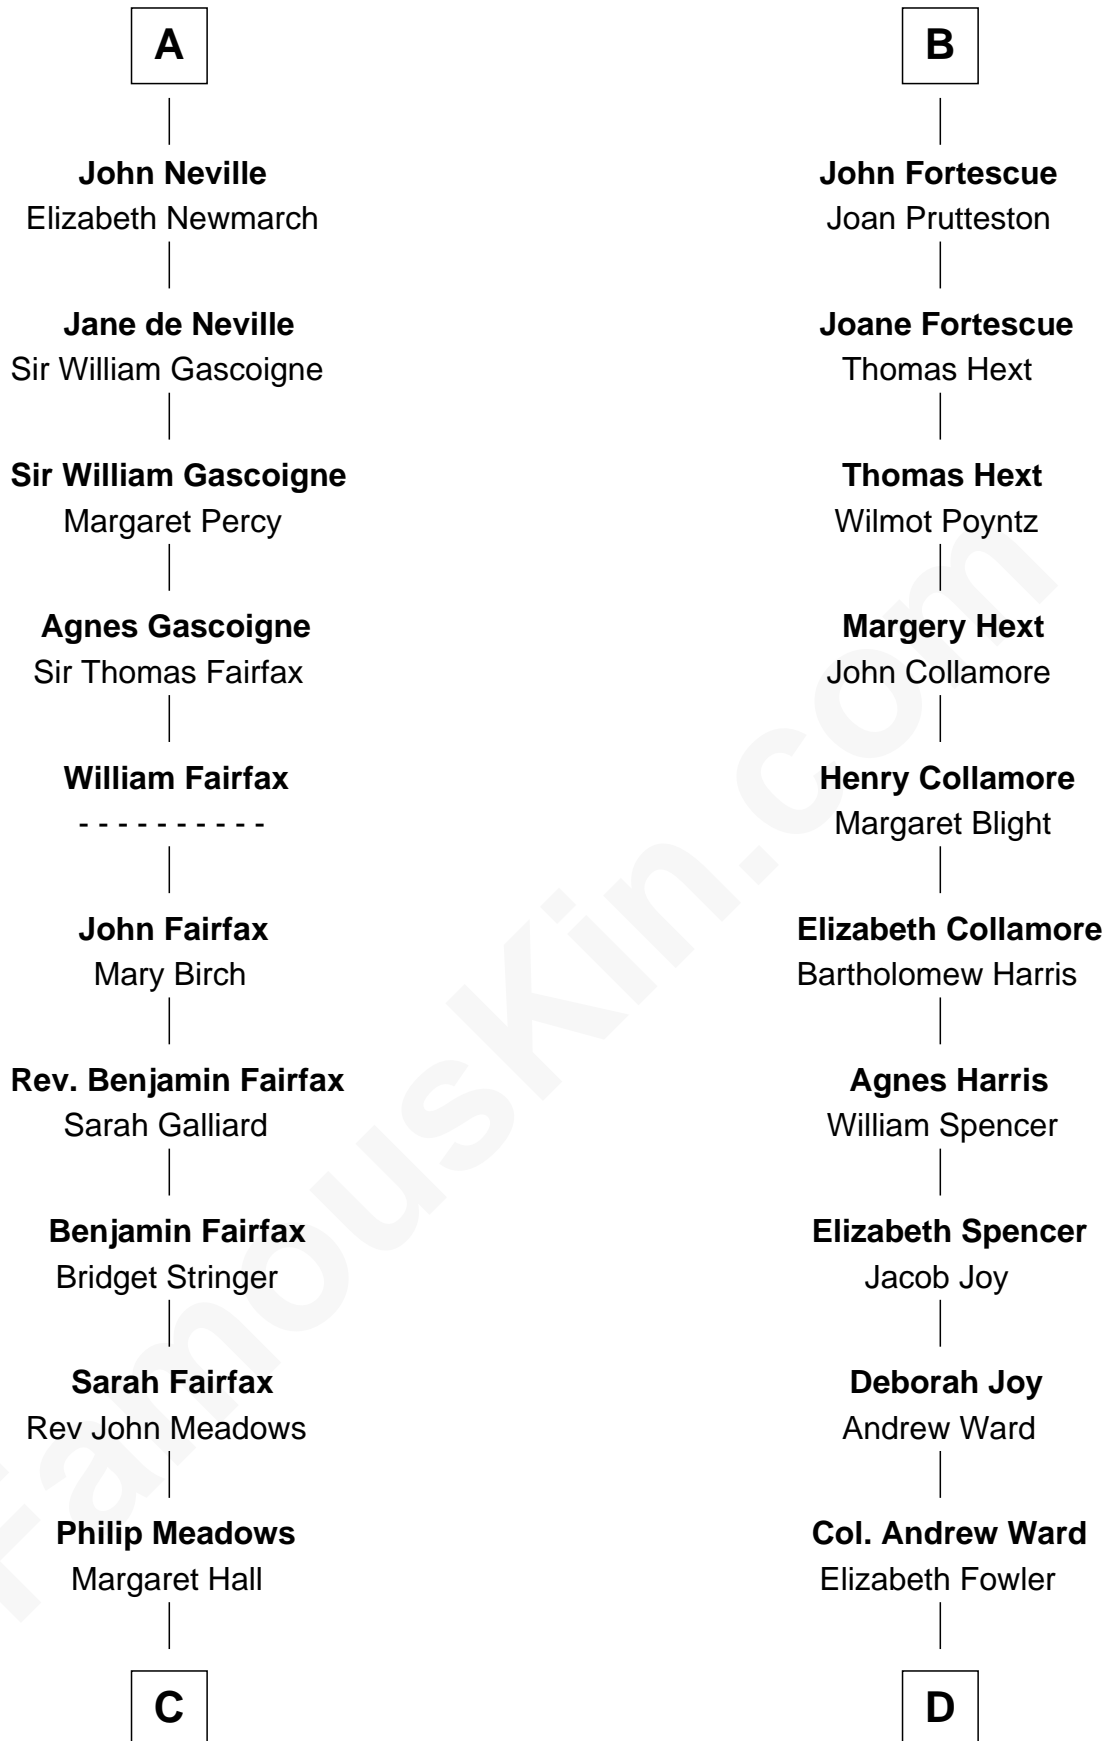 A
John Neville
Elizabeth Newmarch
Jane de Neville
Sir William Gascoigne
Sir William Gascoigne
Margaret Percy
Agnes Gascoigne
Sir Thomas Fairfax
William Fairfax
- - - - - - - - - -
John Fairfax
Mary Birch
Rev. Benjamin Fairfax
Sarah Galliard
Benjamin Fairfax
Bridget Stringer
Sarah Fairfax
Rev John Meadows
Philip Meadows
Margaret Hall
C
B
John Fortescue
Joan Prutteston
Joane Fortescue
Thomas Hext
Thomas Hext
Wilmot Poyntz
Margery Hext
John Collamore
Henry Collamore
Margaret Blight
Elizabeth Collamore
Bartholomew Harris
Agnes Harris
William Spencer
Elizabeth Spencer
Jacob Joy
Deborah Joy
Andrew Ward
Col. Andrew Ward
Elizabeth Fowler
D
FamousKin.com